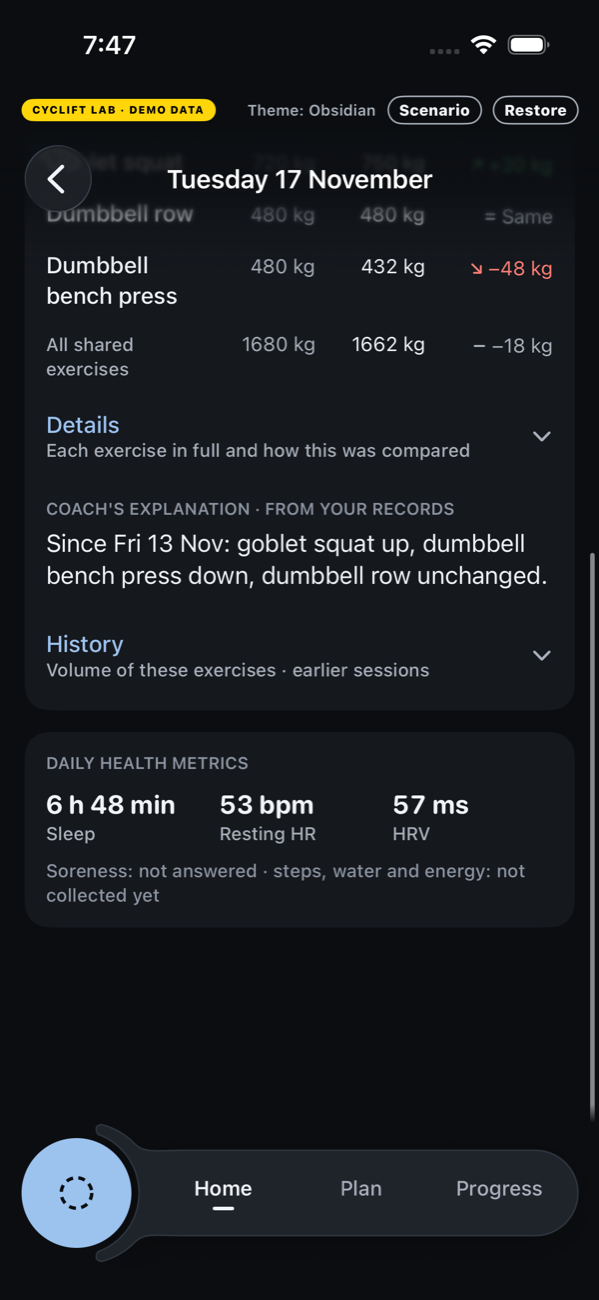 7:47
CYCLIFT LAB · DEMO DATA Theme: Obsidian Scenario Restore
Tuesday 17 November
Dumbbell row 480 kg 480 kg = Same
Dumbbell bench press 480 kg 432 kg ↘ −48 kg
All shared exercises 1680 kg 1662 kg − −18 kg
Details
Each exercise in full and how this was compared
COACH'S EXPLANATION · FROM YOUR RECORDS
Since Fri 13 Nov: goblet squat up, dumbbell
bench press down, dumbbell row unchanged.
History
Volume of these exercises · earlier sessions
DAILY HEALTH METRICS
6 h 48 min 53 bpm 57 ms
Sleep Resting HR HRV
Soreness: not answered · steps, water and energy: not
collected yet
Home Plan Progress